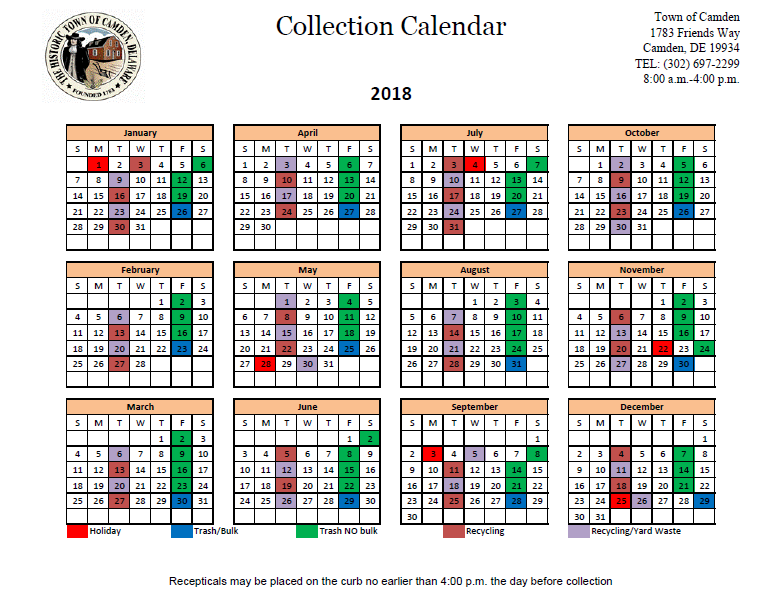 THE HISTORIC TOWN OF CAMDEN, DELAWARE
FOUNDED 1783
Collection Calendar
Town of Camden
1783 Friends Way
Camden, DE 19934
TEL: (302) 697-2299
8:00 a.m.-4:00 p.m.
2018
January
S M T W T F S
1 2 3 4 5 6
7 8 9 10 11 12 13
14 15 16 17 18 19 20
21 22 23 24 25 26 27
28 29 30 31
April
S M T W T F S
1 2 3 4 5 6 7
8 9 10 11 12 13 14
15 16 17 18 19 20 21
22 23 24 25 26 27 28
29 30
July
S M T W T F S
1 2 3 4 5 6 7
8 9 10 11 12 13 14
15 16 17 18 19 20 21
22 23 24 25 26 27 28
29 30 31
October
S M T W T F S
1 2 3 4 5 6
7 8 9 10 11 12 13
14 15 16 17 18 19 20
21 22 23 24 25 26 27
28 29 30 31
February
S M T W T F S
1 2 3
4 5 6 7 8 9 10
11 12 13 14 15 16 17
18 19 20 21 22 23 24
25 26 27 28
May
S M T W T F S
1 2 3 4 5
6 7 8 9 10 11 12
13 14 15 16 17 18 19
20 21 22 23 24 25 26
27 28 29 30 31
August
S M T W T F S
1 2 3 4
5 6 7 8 9 10 11
12 13 14 15 16 17 18
19 20 21 22 23 24 25
26 27 28 29 30 31
November
S M T W T F S
1 2 3
4 5 6 7 8 9 10
11 12 13 14 15 16 17
18 19 20 21 22 23 24
25 26 27 28 29 30
March
S M T W T F S
1 2 3
4 5 6 7 8 9 10
11 12 13 14 15 16 17
18 19 20 21 22 23 24
25 26 27 28 29 30 31
June
S M T W T F S
1 2
3 4 5 6 7 8 9
10 11 12 13 14 15 16
17 18 19 20 21 22 23
24 25 26 27 28 29 30
September
S M T W T F S
1
2 3 4 5 6 7 8
9 10 11 12 13 14 15
16 17 18 19 20 21 22
23 24 25 26 27 28 29
30
December
S M T W T F S
1
2 3 4 5 6 7 8
9 10 11 12 13 14 15
16 17 18 19 20 21 22
23 24 25 26 27 28 29
30 31
Holiday Trash/Bulk Trash NO bulk Recycling Recycling/Yard Waste
Recepticals may be placed on the curb no earlier than 4:00 p.m. the day before collection